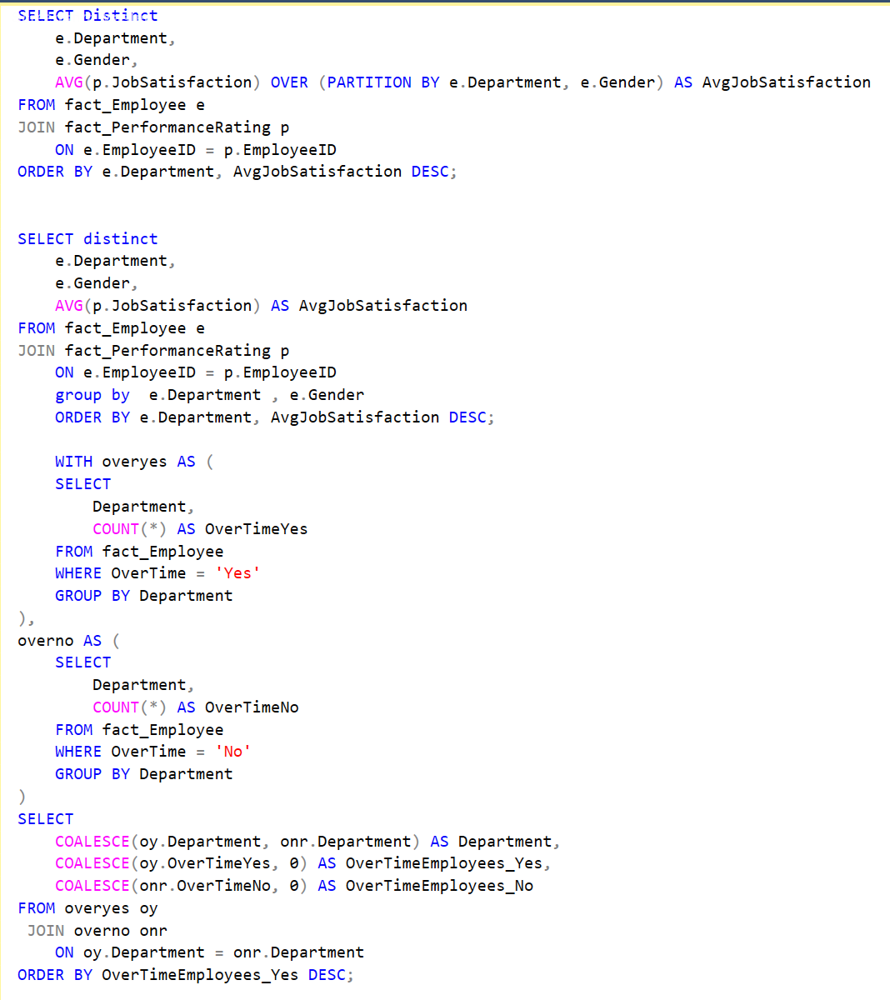 SELECT Distinct
    e.Department,
    e.Gender,
    AVG(p.JobSatisfaction) OVER (PARTITION BY e.Department, e.Gender) AS AvgJobSatisfaction
FROM fact_Employee e
JOIN fact_PerformanceRating p
    ON e.EmployeeID = p.EmployeeID
ORDER BY e.Department, AvgJobSatisfaction DESC;
SELECT distinct
    e.Department,
    e.Gender,
    AVG(p.JobSatisfaction) AS AvgJobSatisfaction
FROM fact_Employee e
JOIN fact_PerformanceRating p
    ON e.EmployeeID = p.EmployeeID
    group by  e.Department , e.Gender
    ORDER BY e.Department, AvgJobSatisfaction DESC;
    WITH overyes AS (
    SELECT
        Department,
        COUNT(*) AS OverTimeYes
    FROM fact_Employee
    WHERE OverTime = 'Yes'
    GROUP BY Department
),
overno AS (
    SELECT
        Department,
        COUNT(*) AS OverTimeNo
    FROM fact_Employee
    WHERE OverTime = 'No'
    GROUP BY Department
)
SELECT
    COALESCE(oy.Department, onr.Department) AS Department,
    COALESCE(oy.OverTimeYes, 0) AS OverTimeEmployees_Yes,
    COALESCE(onr.OverTimeNo, 0) AS OverTimeEmployees_No
FROM overyes oy
 JOIN overno onr
    ON oy.Department = onr.Department
ORDER BY OverTimeEmployees_Yes DESC;